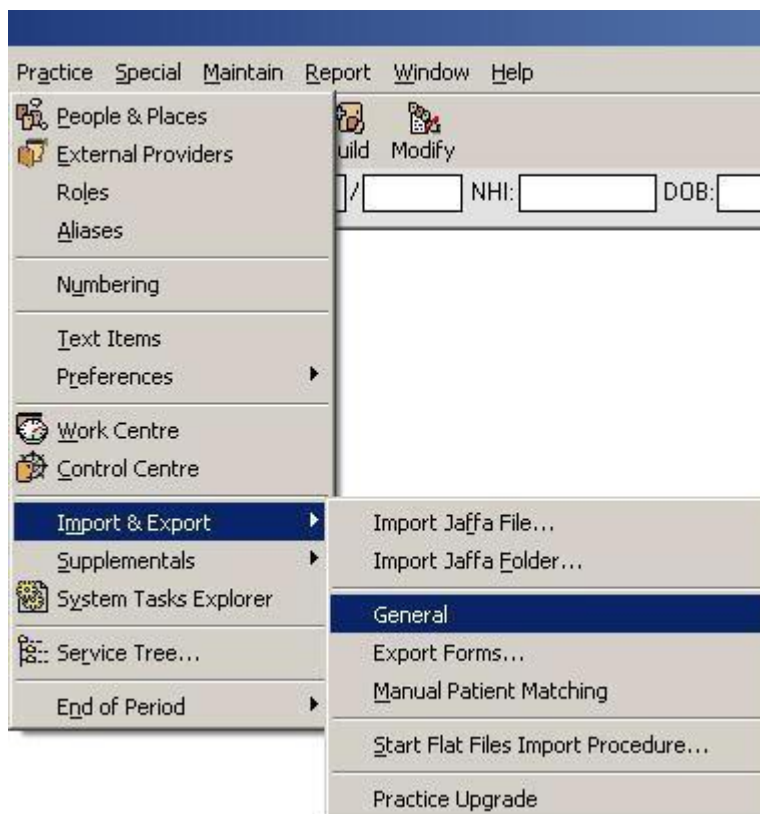 Practice Special Maintain Report Window Help
People & Places
External Providers
Roles
Aliases
Numbering
Text Items
Preferences
Work Centre
Control Centre
Import & Export
Supplementals
System Tasks Explorer
Service Tree...
End of Period
uild Modify
/ NHI: DOB:
Import Jaffa File...
Import Jaffa Folder...
General
Export Forms...
Manual Patient Matching
Start Flat Files Import Procedure...
Practice Upgrade